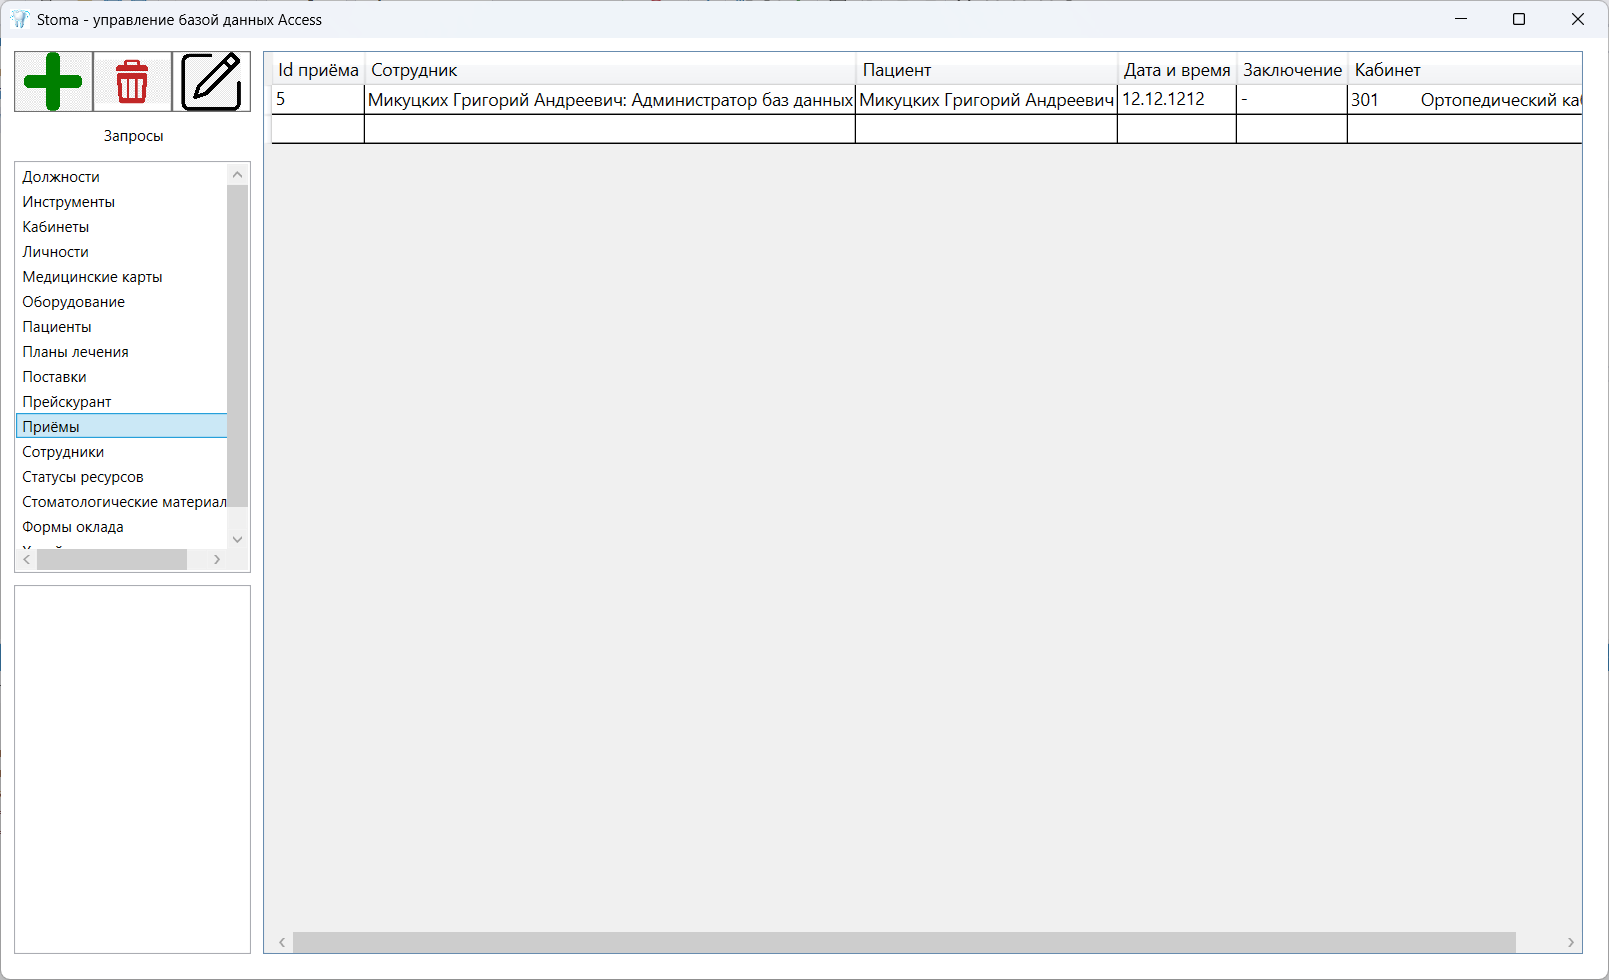 Stoma - управление базой данных Access
Запросы
Должности
Инструменты
Кабинеты
Личности
Медицинские карты
Оборудование
Пациенты
Планы лечения
Поставки
Прейскурант
Приёмы
Сотрудники
Статусы ресурсов
Стоматологические материал
Формы оклада
Id приёма Сотрудник Пациент Дата и время Заключение Кабинет
5 Микуцких Григорий Андреевич: Администратор баз данных Микуцких Григорий Андреевич 12.12.1212 - 301 Ортопедический ка